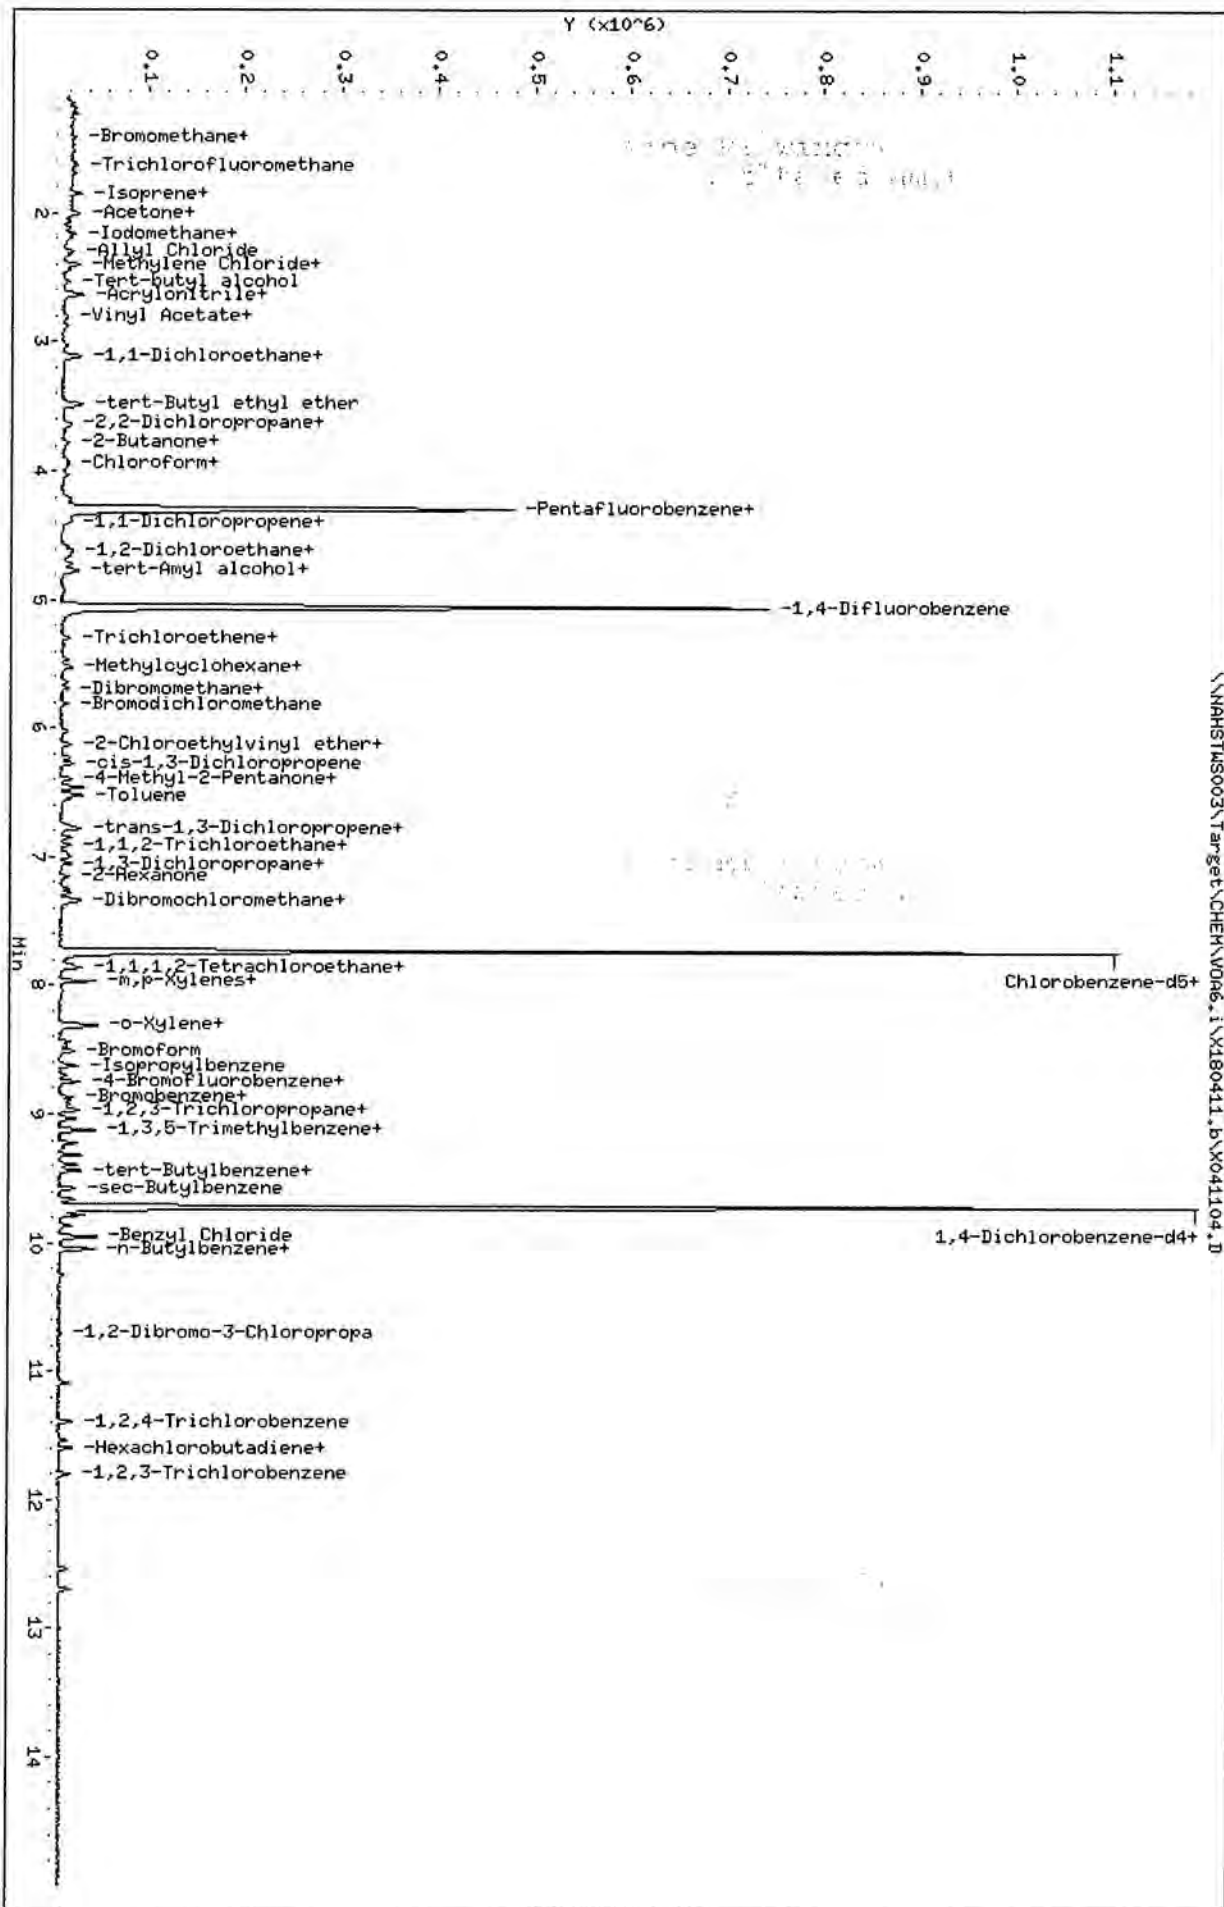 Y (x10^6)
0.1
0.2
0.3
0.4
0.5
0.6
0.7
0.8
0.9
1.0
1.1
-Bromomethane+
-Trichlorofluoromethane
-Isoprene+
2
-Acetone+
-Iodomethane+
-Allyl Chloride
-Methylene Chloride+
-Tert-butyl alcohol
-Acrylonitrile+
-Vinyl Acetate+
3
-1,1-Dichloroethane+
-tert-Butyl ethyl ether
-2,2-Dichloropropane+
-2-Butanone+
-Chloroform+
4
-Pentafluorobenzene+
-1,1-Dichloropropene+
-1,2-Dichloroethane+
-tert-Amyl alcohol+
5
-1,4-Difluorobenzene
-Trichloroethene+
-Methylcyclohexane+
-Dibromomethane+
-Bromodichloromethane
6
-2-Chloroethylvinyl ether+
-cis-1,3-Dichloropropene
-4-Methyl-2-Pentanone+
-Toluene
-trans-1,3-Dichloropropene+
-1,1,2-Trichloroethane+
7
-1,3-Dichloropropane+
-2-Hexanone
-Dibromochloromethane+
Min
-1,1,1,2-Tetrachloroethane+
8
-m,p-Xylenes+
Chlorobenzene-d5+
-o-Xylene+
-Bromoform
-Isopropylbenzene
-4-Bromofluorobenzene+
-Bromobenzene+
9
-1,2,3-Trichloropropane+
-1,3,5-Trimethylbenzene+
-tert-Butylbenzene+
-sec-Butylbenzene
-Benzyl Chloride
10
-n-Butylbenzene+
1,4-Dichlorobenzene-d4+
-1,2-Dibromo-3-Chloropropa
11
-1,2,4-Trichlorobenzene
-Hexachlorobutadiene+
-1,2,3-Trichlorobenzene
12
13
14
\\NAHSTWS003\Target\CHEM\VOA6.i\X180411.b\X041104.D